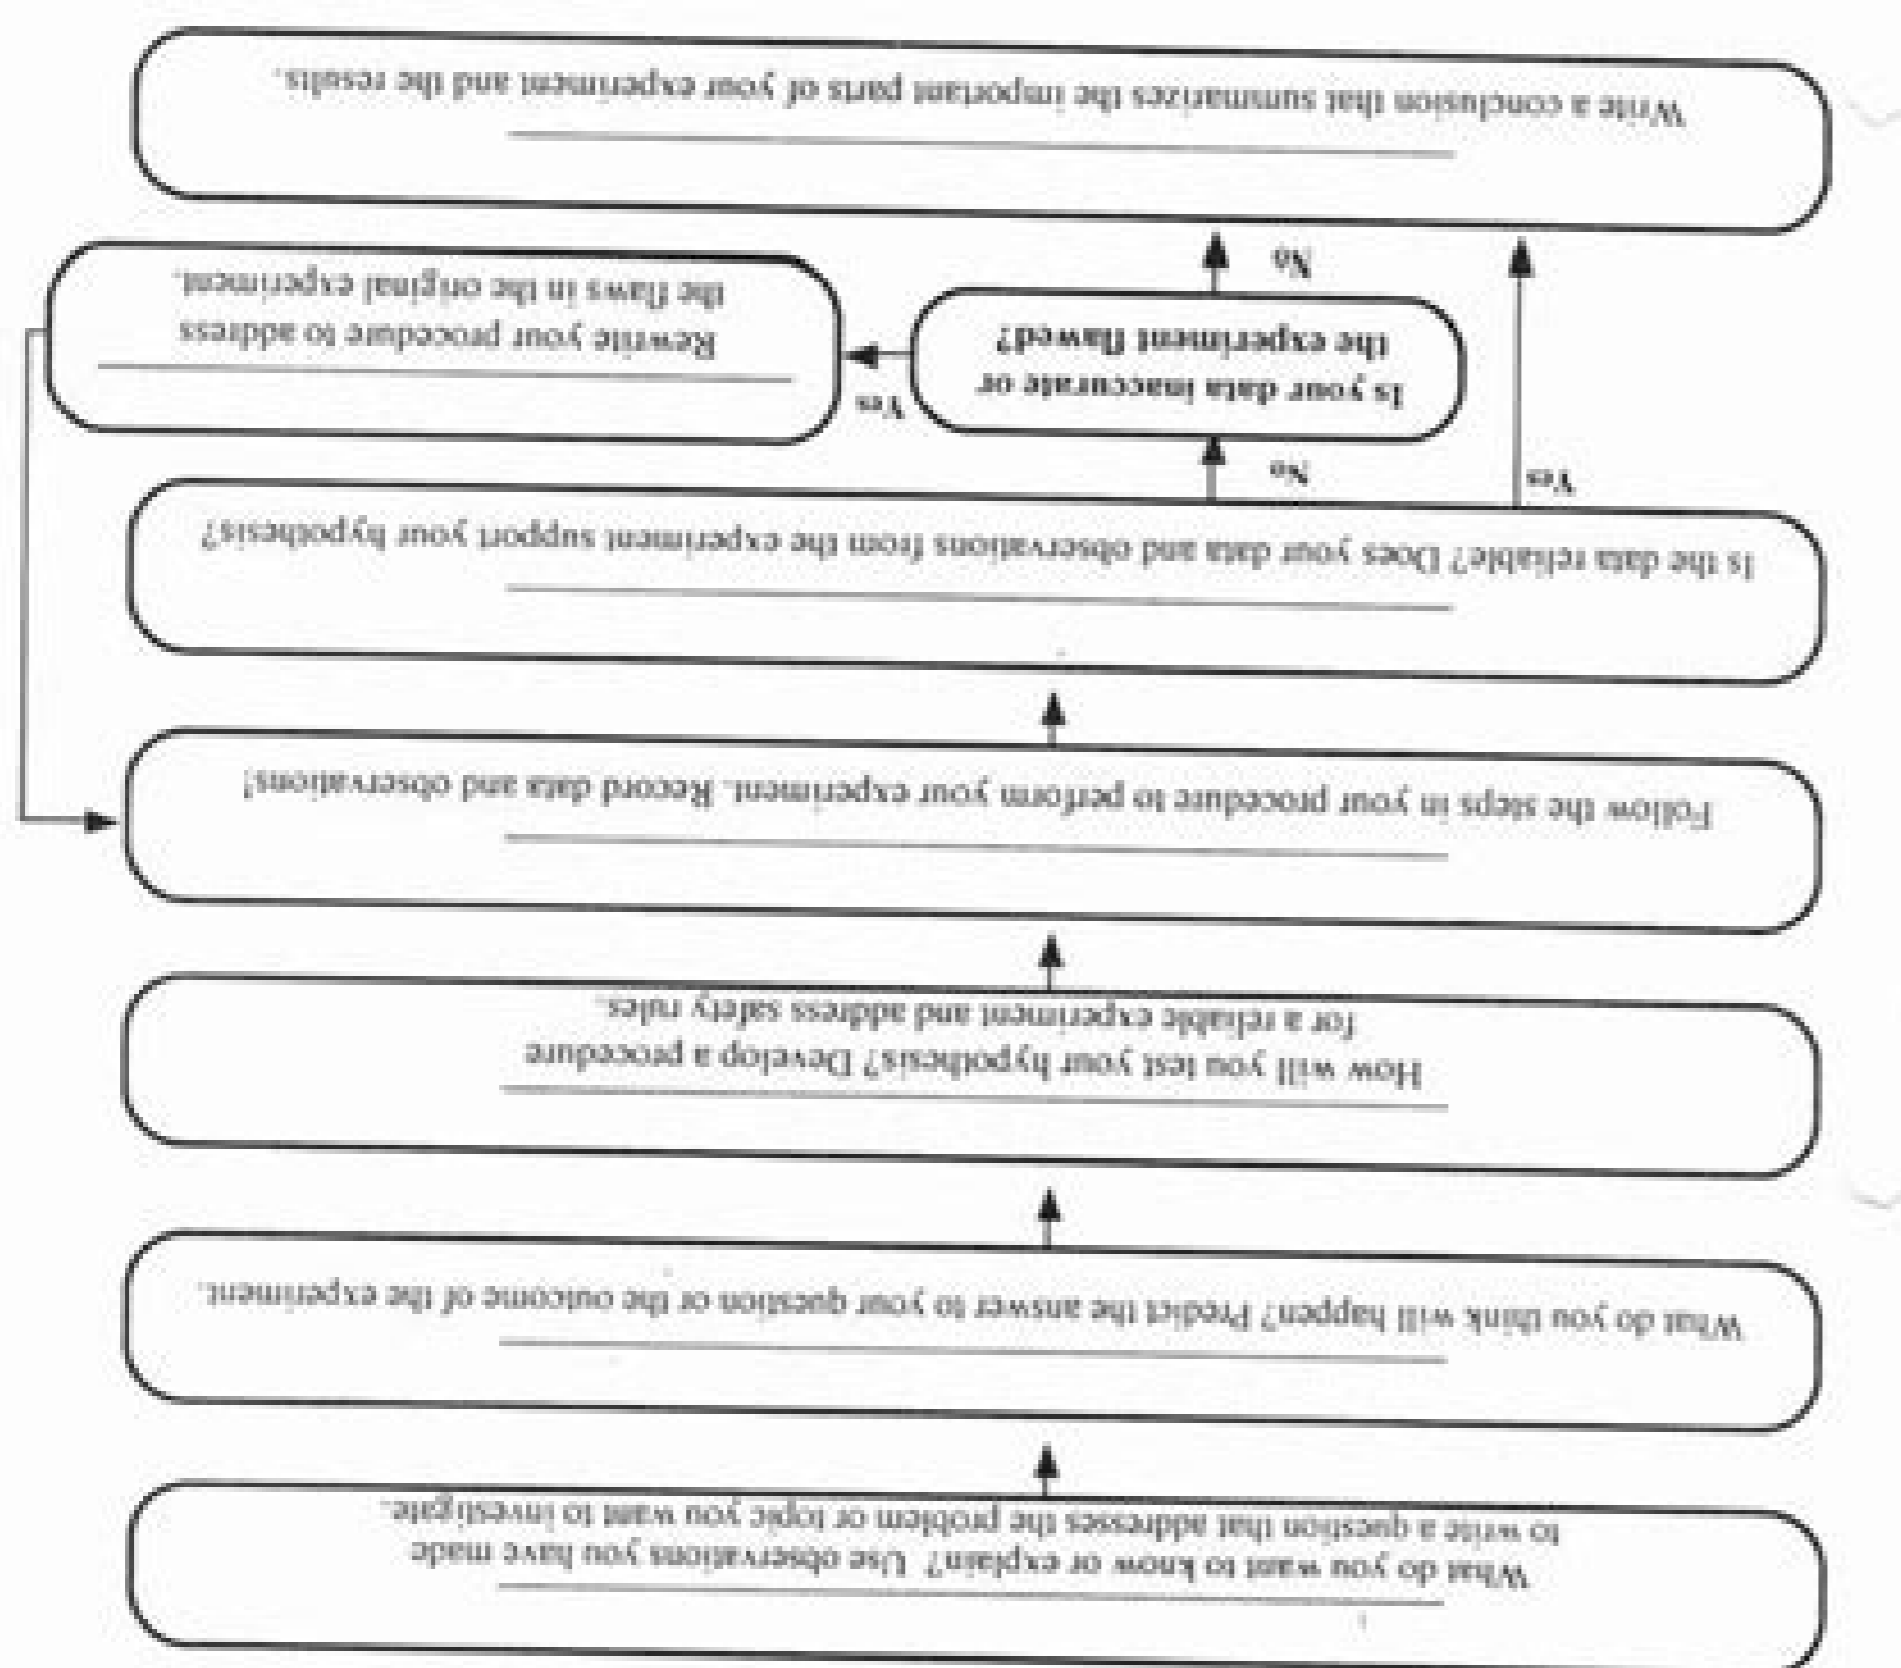 What do you want to know or explain? Use observations you have made
to write a question that addresses the problem or topic you want to investigate.
What do you think will happen? Predict the answer to your question or the outcome of the experiment.
How will you test your hypothesis? Develop a procedure
for a reliable experiment and address safety rules.
Follow the steps in your procedure to perform your experiment. Record data and observations!
Is the data reliable? Does your data and observations from the experiment support your hypothesis?
Yes
No
Is your data inaccurate or
the experiment flawed?
Yes
Rewrite your procedure to address
the flaws in the original experiment.
No
Write a conclusion that summarizes the important parts of your experiment and the results.